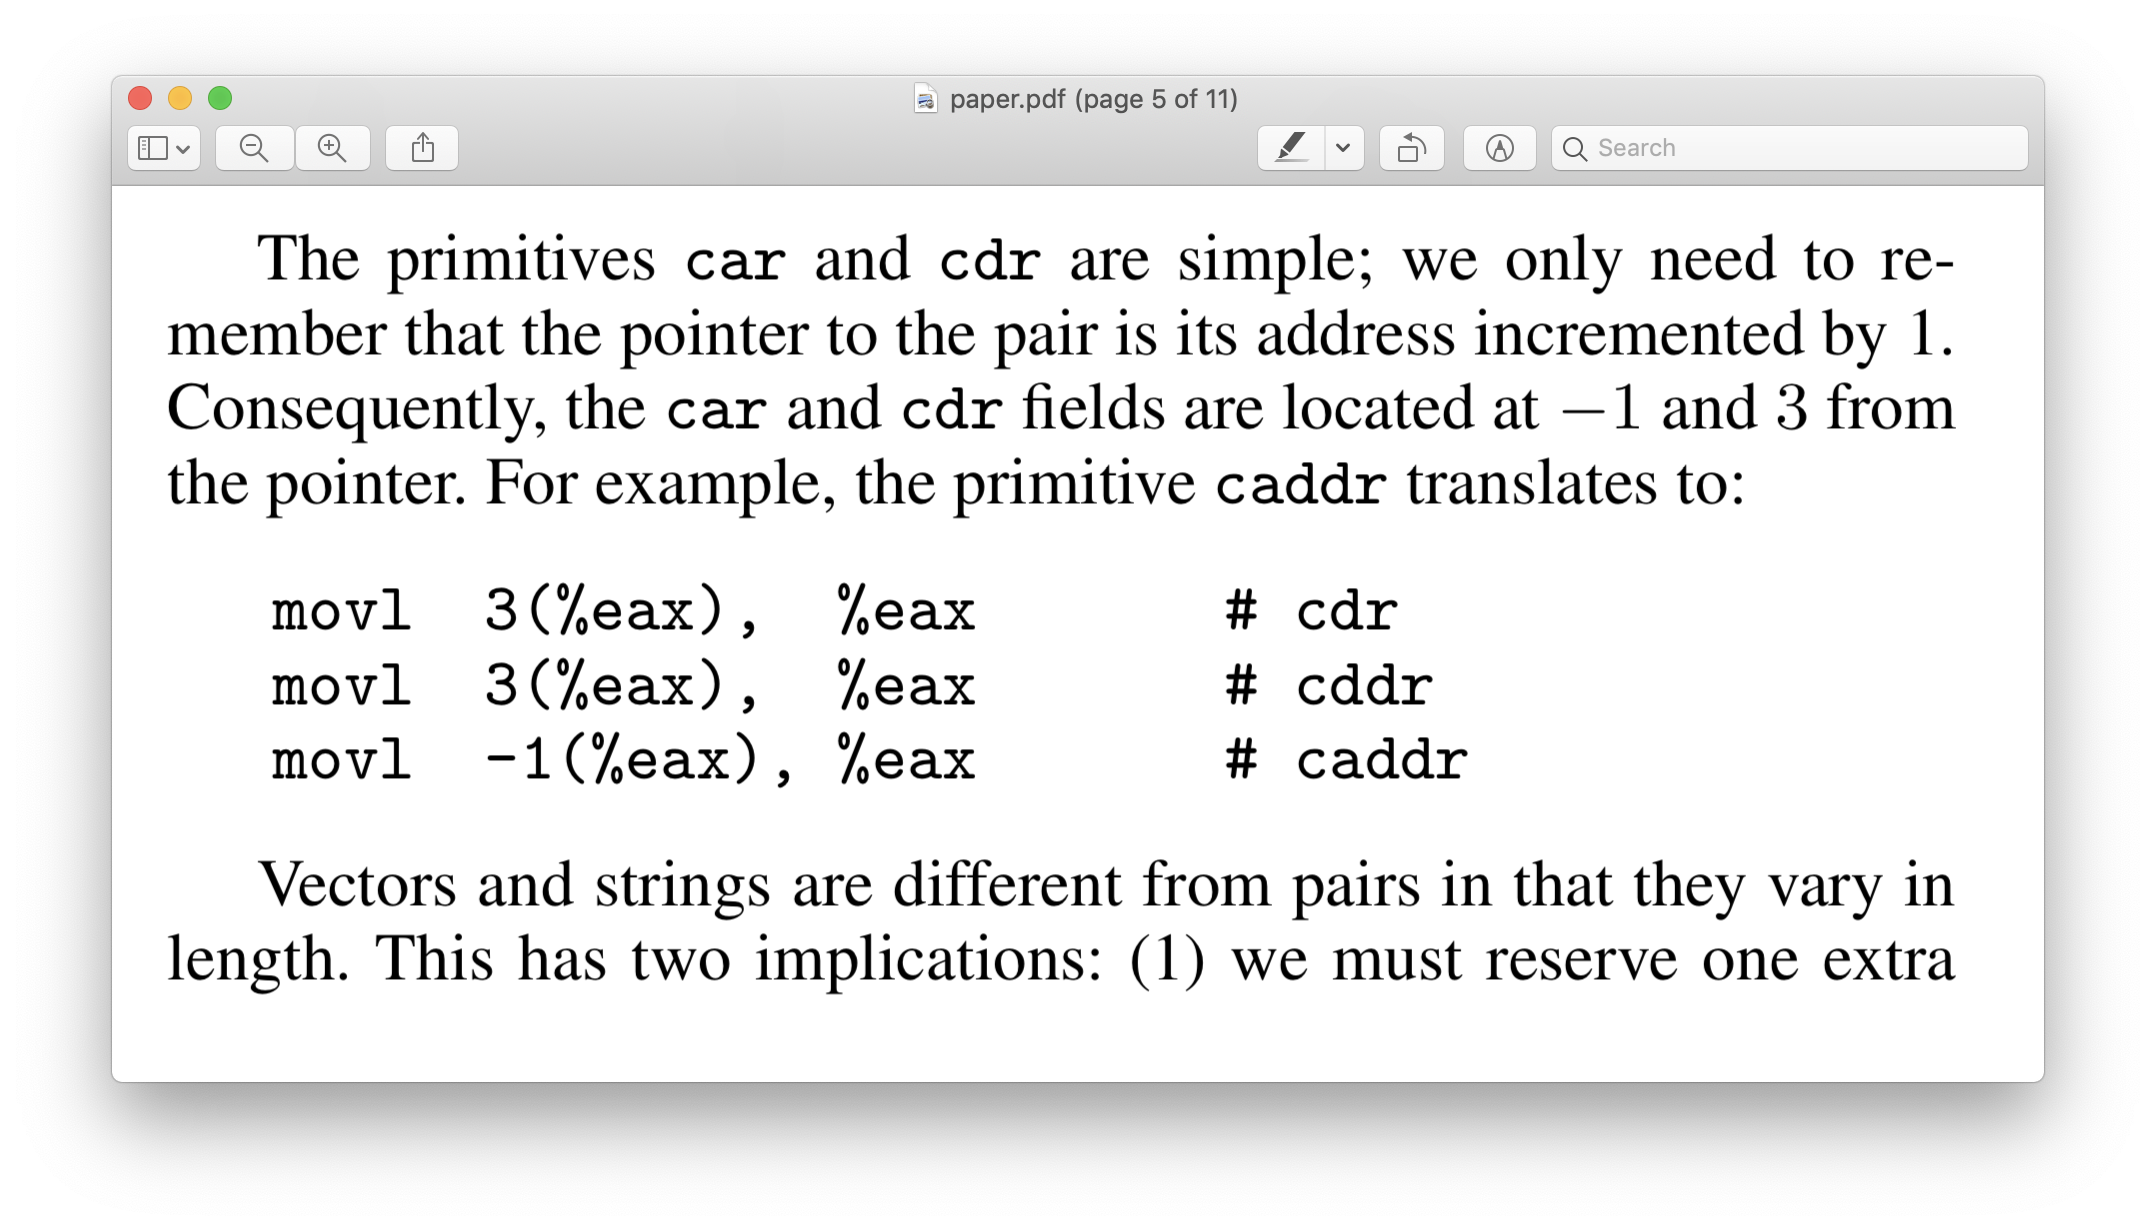 paper.pdf (page 5 of 11)
Search
The primitives car and cdr are simple; we only need to re-
member that the pointer to the pair is its address incremented by 1.
Consequently, the car and cdr fields are located at −1 and 3 from
the pointer. For example, the primitive caddr translates to:
movl 3(%eax), %eax # cdr
movl 3(%eax), %eax # cddr
movl -1(%eax), %eax # caddr
Vectors and strings are different from pairs in that they vary in
length. This has two implications: (1) we must reserve one extra